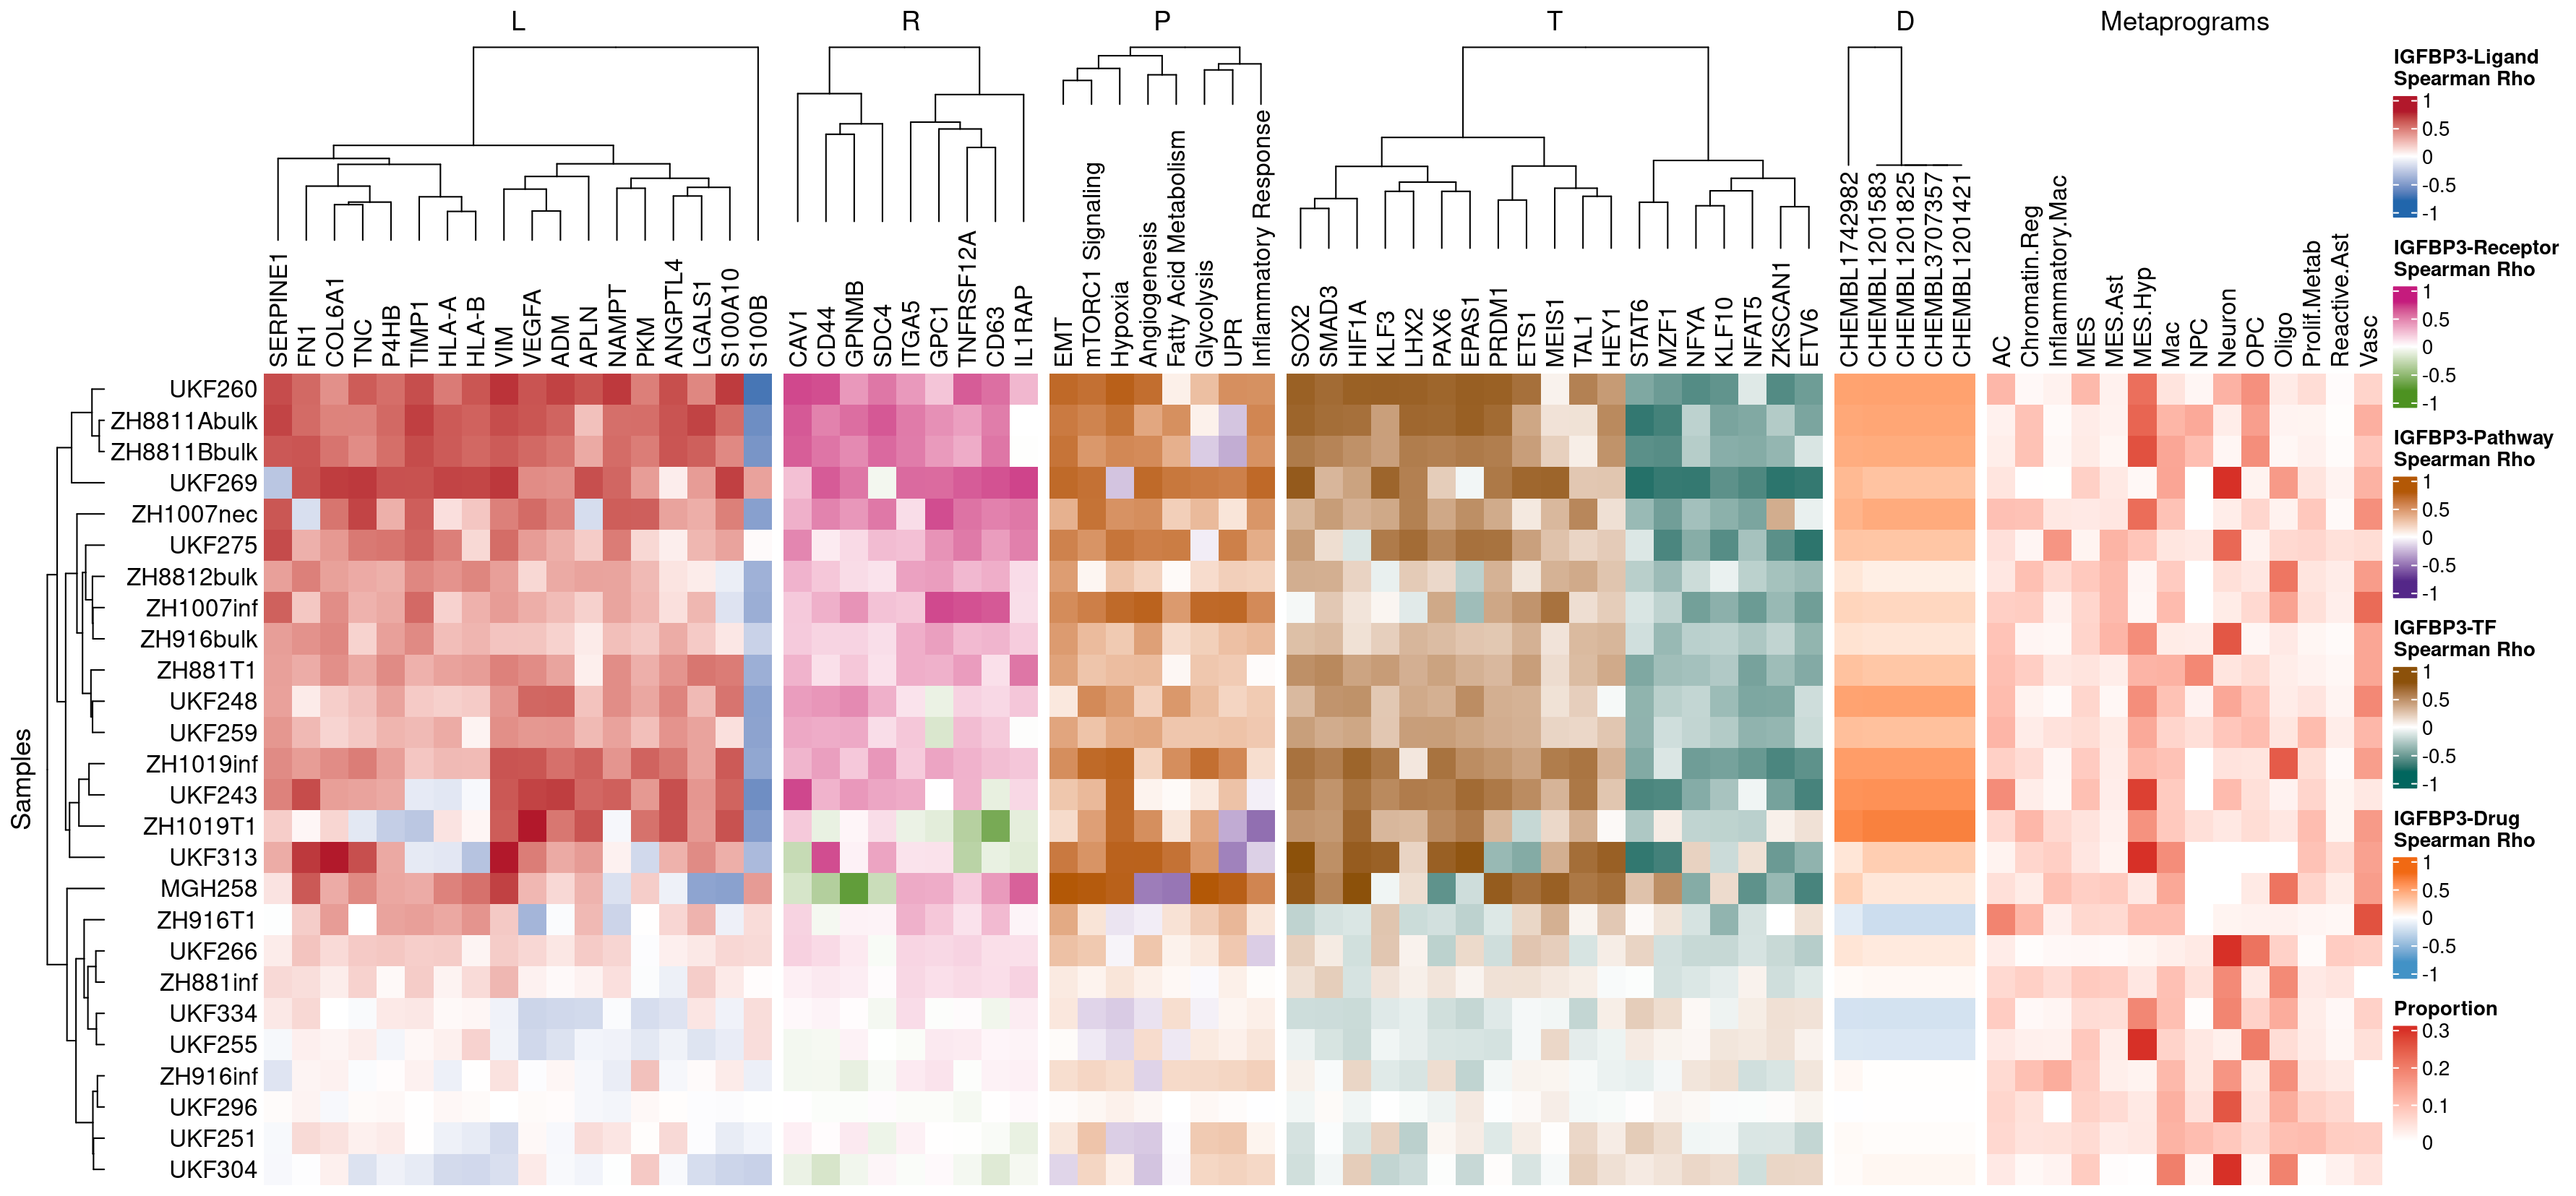 L
R
P
T
D
Metaprograms
SERPINE1
FN1
COL6A1
TNC
P4HB
TIMP1
HLA-A
HLA-B
VIM
VEGFA
ADM
APLN
NAMPT
PKM
ANGPTL4
LGALS1
S100A10
S100B
CAV1
CD44
GPNMB
SDC4
ITGA5
GPC1
TNFRSF12A
CD63
IL1RAP
EMT
mTORC1 Signaling
Hypoxia
Angiogenesis
Fatty Acid Metabolism
Glycolysis
UPR
Inflammatory Response
SOX2
SMAD3
HIF1A
KLF3
LHX2
PAX6
EPAS1
PRDM1
ETS1
MEIS1
TAL1
HEY1
STAT6
MZF1
NFYA
KLF10
NFAT5
ZKSCAN1
ETV6
CHEMBL1742982
CHEMBL1201583
CHEMBL1201825
CHEMBL3707357
CHEMBL1201421
AC
Chromatin.Reg
Inflammatory.Mac
MES
MES.Ast
MES.Hyp
Mac
NPC
Neuron
OPC
Oligo
Prolif.Metab
Reactive.Ast
Vasc
Samples
UKF260
ZH8811Abulk
ZH8811Bbulk
UKF269
ZH1007nec
UKF275
ZH8812bulk
ZH1007inf
ZH916bulk
ZH881T1
UKF248
UKF259
ZH1019inf
UKF243
ZH1019T1
UKF313
MGH258
ZH916T1
UKF266
ZH881inf
UKF334
UKF255
ZH916inf
UKF296
UKF251
UKF304
IGFBP3-Ligand
Spearman Rho
1
0.5
0
-0.5
-1
IGFBP3-Receptor
Spearman Rho
1
0.5
0
-0.5
-1
IGFBP3-Pathway
Spearman Rho
1
0.5
0
-0.5
-1
IGFBP3-TF
Spearman Rho
1
0.5
0
-0.5
-1
IGFBP3-Drug
Spearman Rho
1
0.5
0
-0.5
-1
Proportion
0.3
0.2
0.1
0